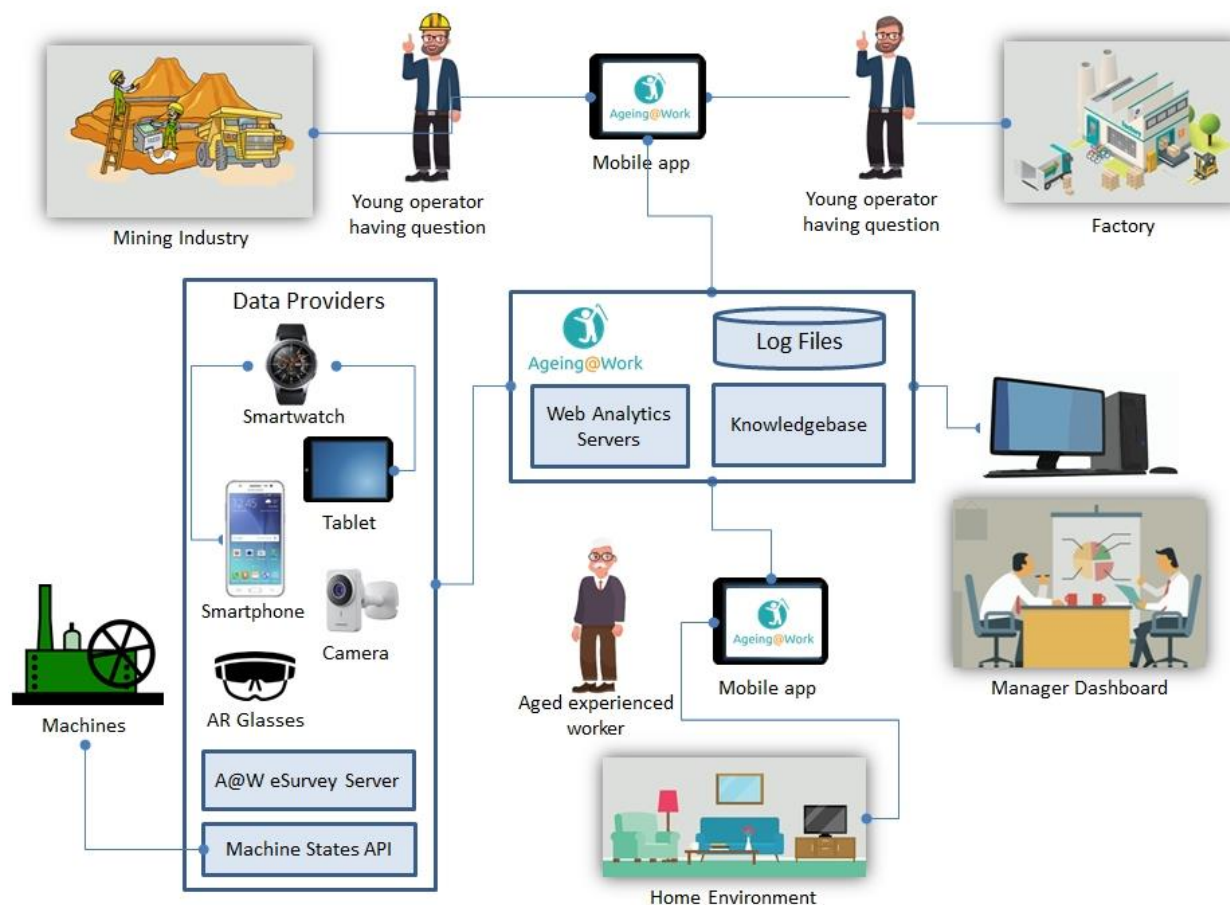 Ageing@Work
Mobile app
Young operator
having question
Mining Industry
Young operator
having question
Factory
Data Providers
Smartwatch
Tablet
Smartphone
Camera
AR Glasses
Machines
A@W eSurvey Server
Machine States API
Ageing@Work
Log Files
Web Analytics
Servers
Knowledgebase
Aged experienced
worker
Ageing@Work
Mobile app
Manager Dashboard
Home Environment